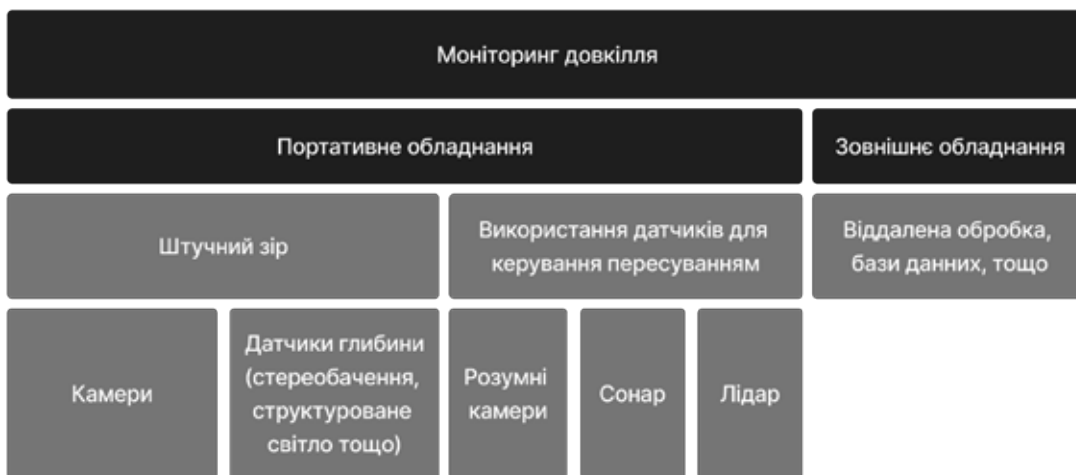 Моніторинг довкілля
Портативне обладнання
Зовнішнє обладнання
Штучний зір
Використання датчиків для
керування пересуванням
Віддалена обробка,
бази данних, тощо
Камери
Датчики глибини
(стереобачення,
структуроване
світло тощо)
Розумні
камери
Сонар
Лідар